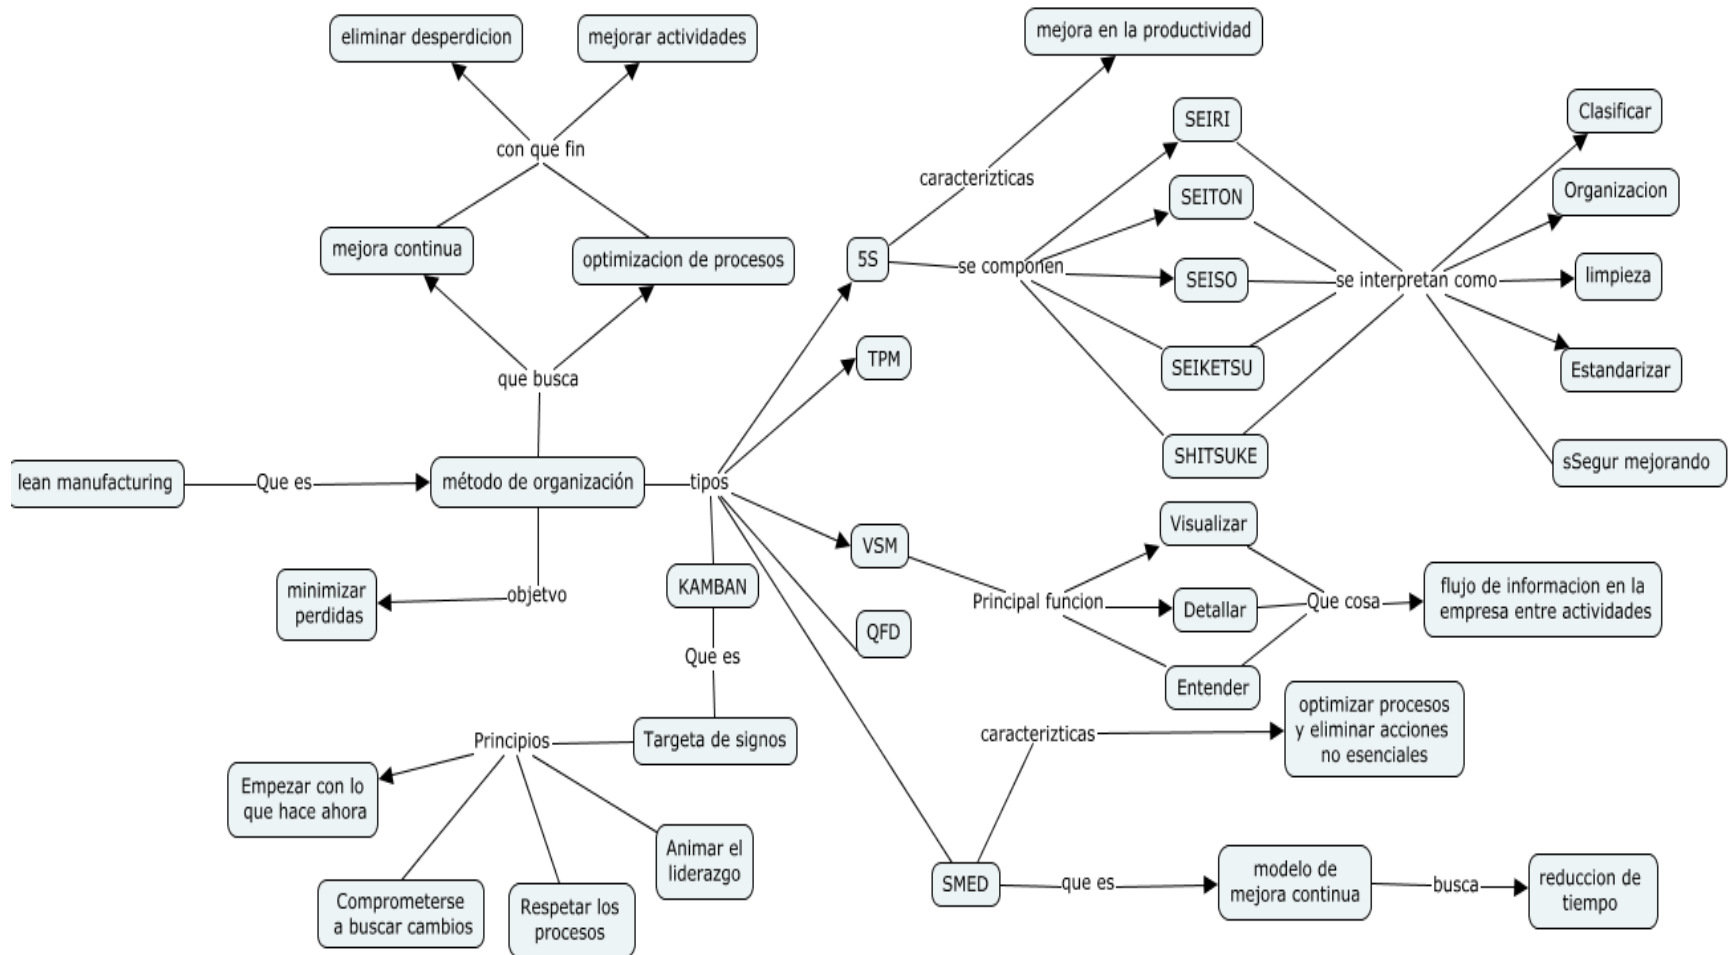 eliminar desperdicion
mejorar actividades
con que fin
mejora continua
optimizacion de procesos
que busca
lean manufacturing
Que es
método de organización
objetvo
minimizar
perdidas
tipos
5S
caracterizticas
mejora en la productividad
se componen
SEIRI
SEITON
SEISO
SEIKETSU
SHITSUKE
se interpretan como
Clasificar
Organizacion
limpieza
Estandarizar
sSegur mejorando
TPM
VSM
Principal funcion
Visualizar
Detallar
Entender
Que cosa
flujo de informacion en la
empresa entre actividades
QFD
KAMBAN
Que es
Targeta de signos
Principios
Empezar con lo
que hace ahora
Comprometerse
a buscar cambios
Respetar los
procesos
Animar el
liderazgo
SMED
caracterizticas
optimizar procesos
y eliminar acciones
no esenciales
que es
modelo de
mejora continua
busca
reduccion de
tiempo